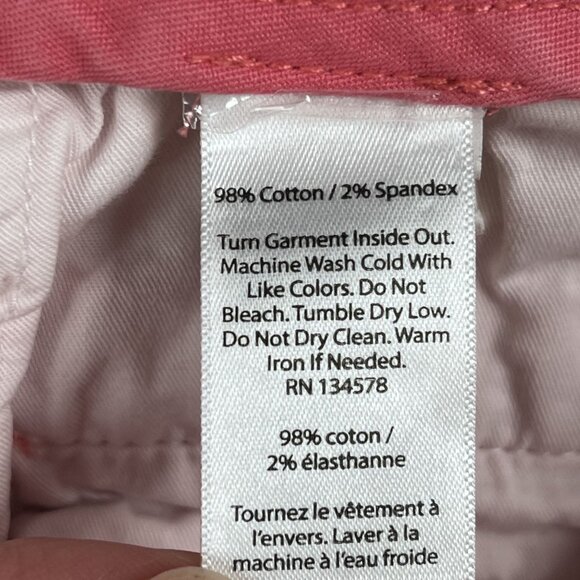 98% Cotton / 2% Spandex
Turn Garment Inside Out.
Machine Wash Cold With
Like Colors. Do Not
Bleach. Tumble Dry Low.
Do Not Dry Clean. Warm
Iron If Needed.
RN 134578
98% coton /
2% élasthanne
Tournez le vêtement à
l'envers. Laver à la
machine à l'eau froide